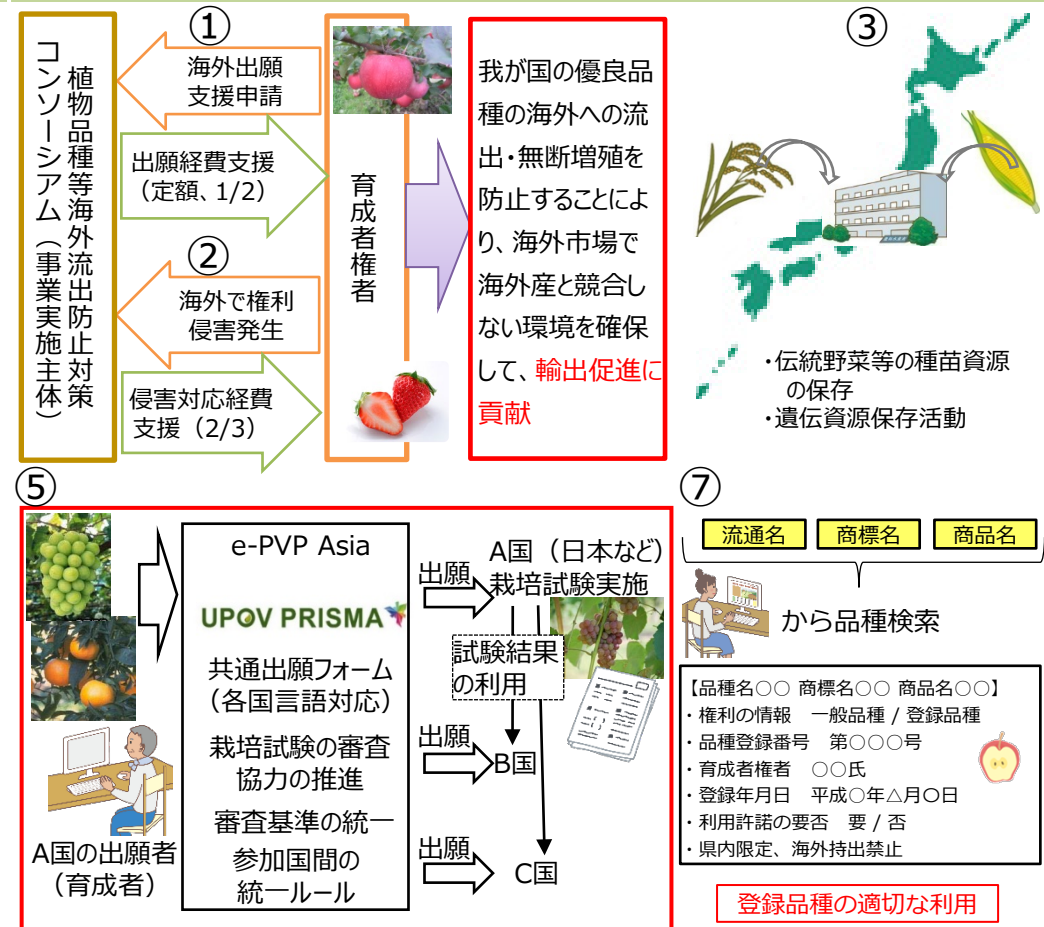 ①
海外出願
支援申請
植物品種等海外流出防止対策
コンソーシアム（事業実施主体）
出願経費支援
（定額、1/2）
②
海外で権利
侵害発生
侵害対応経費
支援（2/3）
育成者権者
我が国の優良品
種の海外への流
出・無断増殖を
防止することによ
り、海外市場で
海外産と競合し
ない環境を確保
して、輸出促進に
貢献
③
・伝統野菜等の種苗資源
の保存
・遺伝資源保存活動
⑤
A国の出願者
（育成者）
e-PVP Asia
UPOV PRISMA
共通出願フォーム
（各国言語対応）
栽培試験の審査
協力の推進
審査基準の統一
参加国間の
統一ルール
出願
A国（日本など）
栽培試験実施
試験結果
の利用
出願
B国
出願
C国
⑦
流通名 商標名 商品名
から品種検索
【品種名○○ 商標名○○ 商品名○○】
・権利の情報　一般品種 / 登録品種
・品種登録番号　第○○○号
・育成者権者　○○氏
・登録年月日　平成○年△月〇日
・利用許諾の要否　要 / 否
・県内限定、海外持出禁止
登録品種の適切な利用